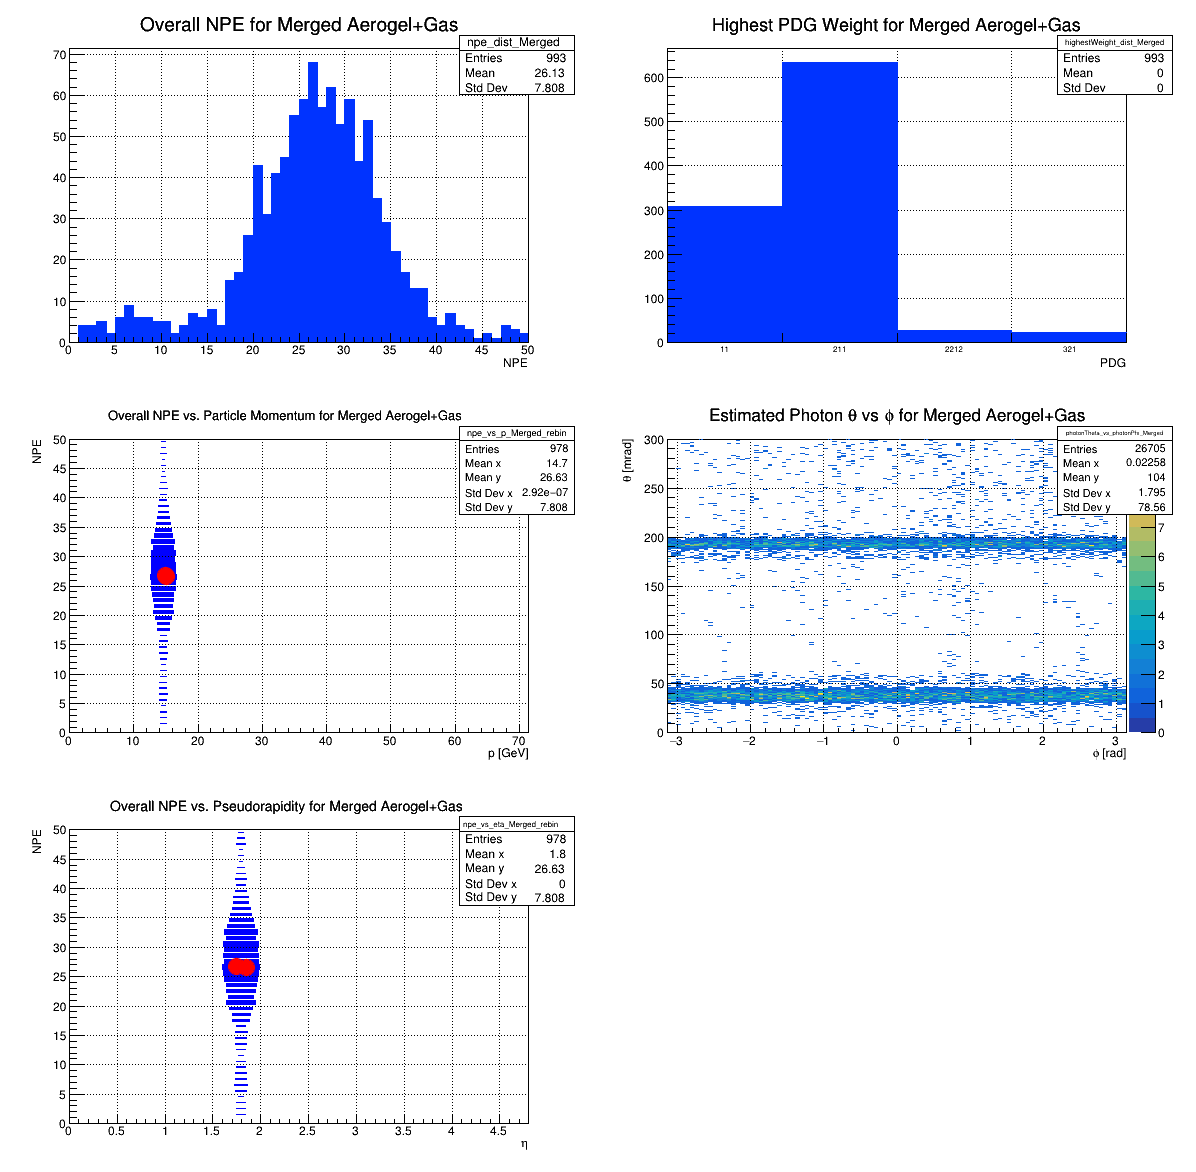 Overall NPE for Merged Aerogel+Gas
npe_dist_Merged
Entries 993
Mean 26.13
Std Dev 7.808
70
60
50
40
30
20
10
0
0 5 10 15 20 25 30 35 40 45 50
NPE
Highest PDG Weight for Merged Aerogel+Gas
highestWeight_dist_Merged
Entries 993
Mean 0
Std Dev 0
600
500
400
300
200
100
0
11 211 2212 321
PDG
Overall NPE vs. Particle Momentum for Merged Aerogel+Gas
npe_vs_p_Merged_rebin
Entries 978
Mean x 14.7
Mean y 26.63
Std Dev x 2.92e−07
Std Dev y 7.808
NPE
50
45
40
35
30
25
20
15
10
5
0
0 10 20 30 40 50 60 70
p [GeV]
Estimated Photon θ vs ϕ for Merged Aerogel+Gas
photonTheta_vs_photonPhi_Merged
Entries 26705
Mean x 0.02258
Mean y 104
Std Dev x 1.795
Std Dev y 78.56
θ [mrad]
300
250
200
150
100
50
0
−3 −2 −1 0 1 2 3
ϕ [rad]
7
6
5
4
3
2
1
0
Overall NPE vs. Pseudorapidity for Merged Aerogel+Gas
npe_vs_eta_Merged_rebin
Entries 978
Mean x 1.8
Mean y 26.63
Std Dev x 0
Std Dev y 7.808
NPE
50
45
40
35
30
25
20
15
10
5
0
0 0.5 1 1.5 2 2.5 3 3.5 4 4.5
η